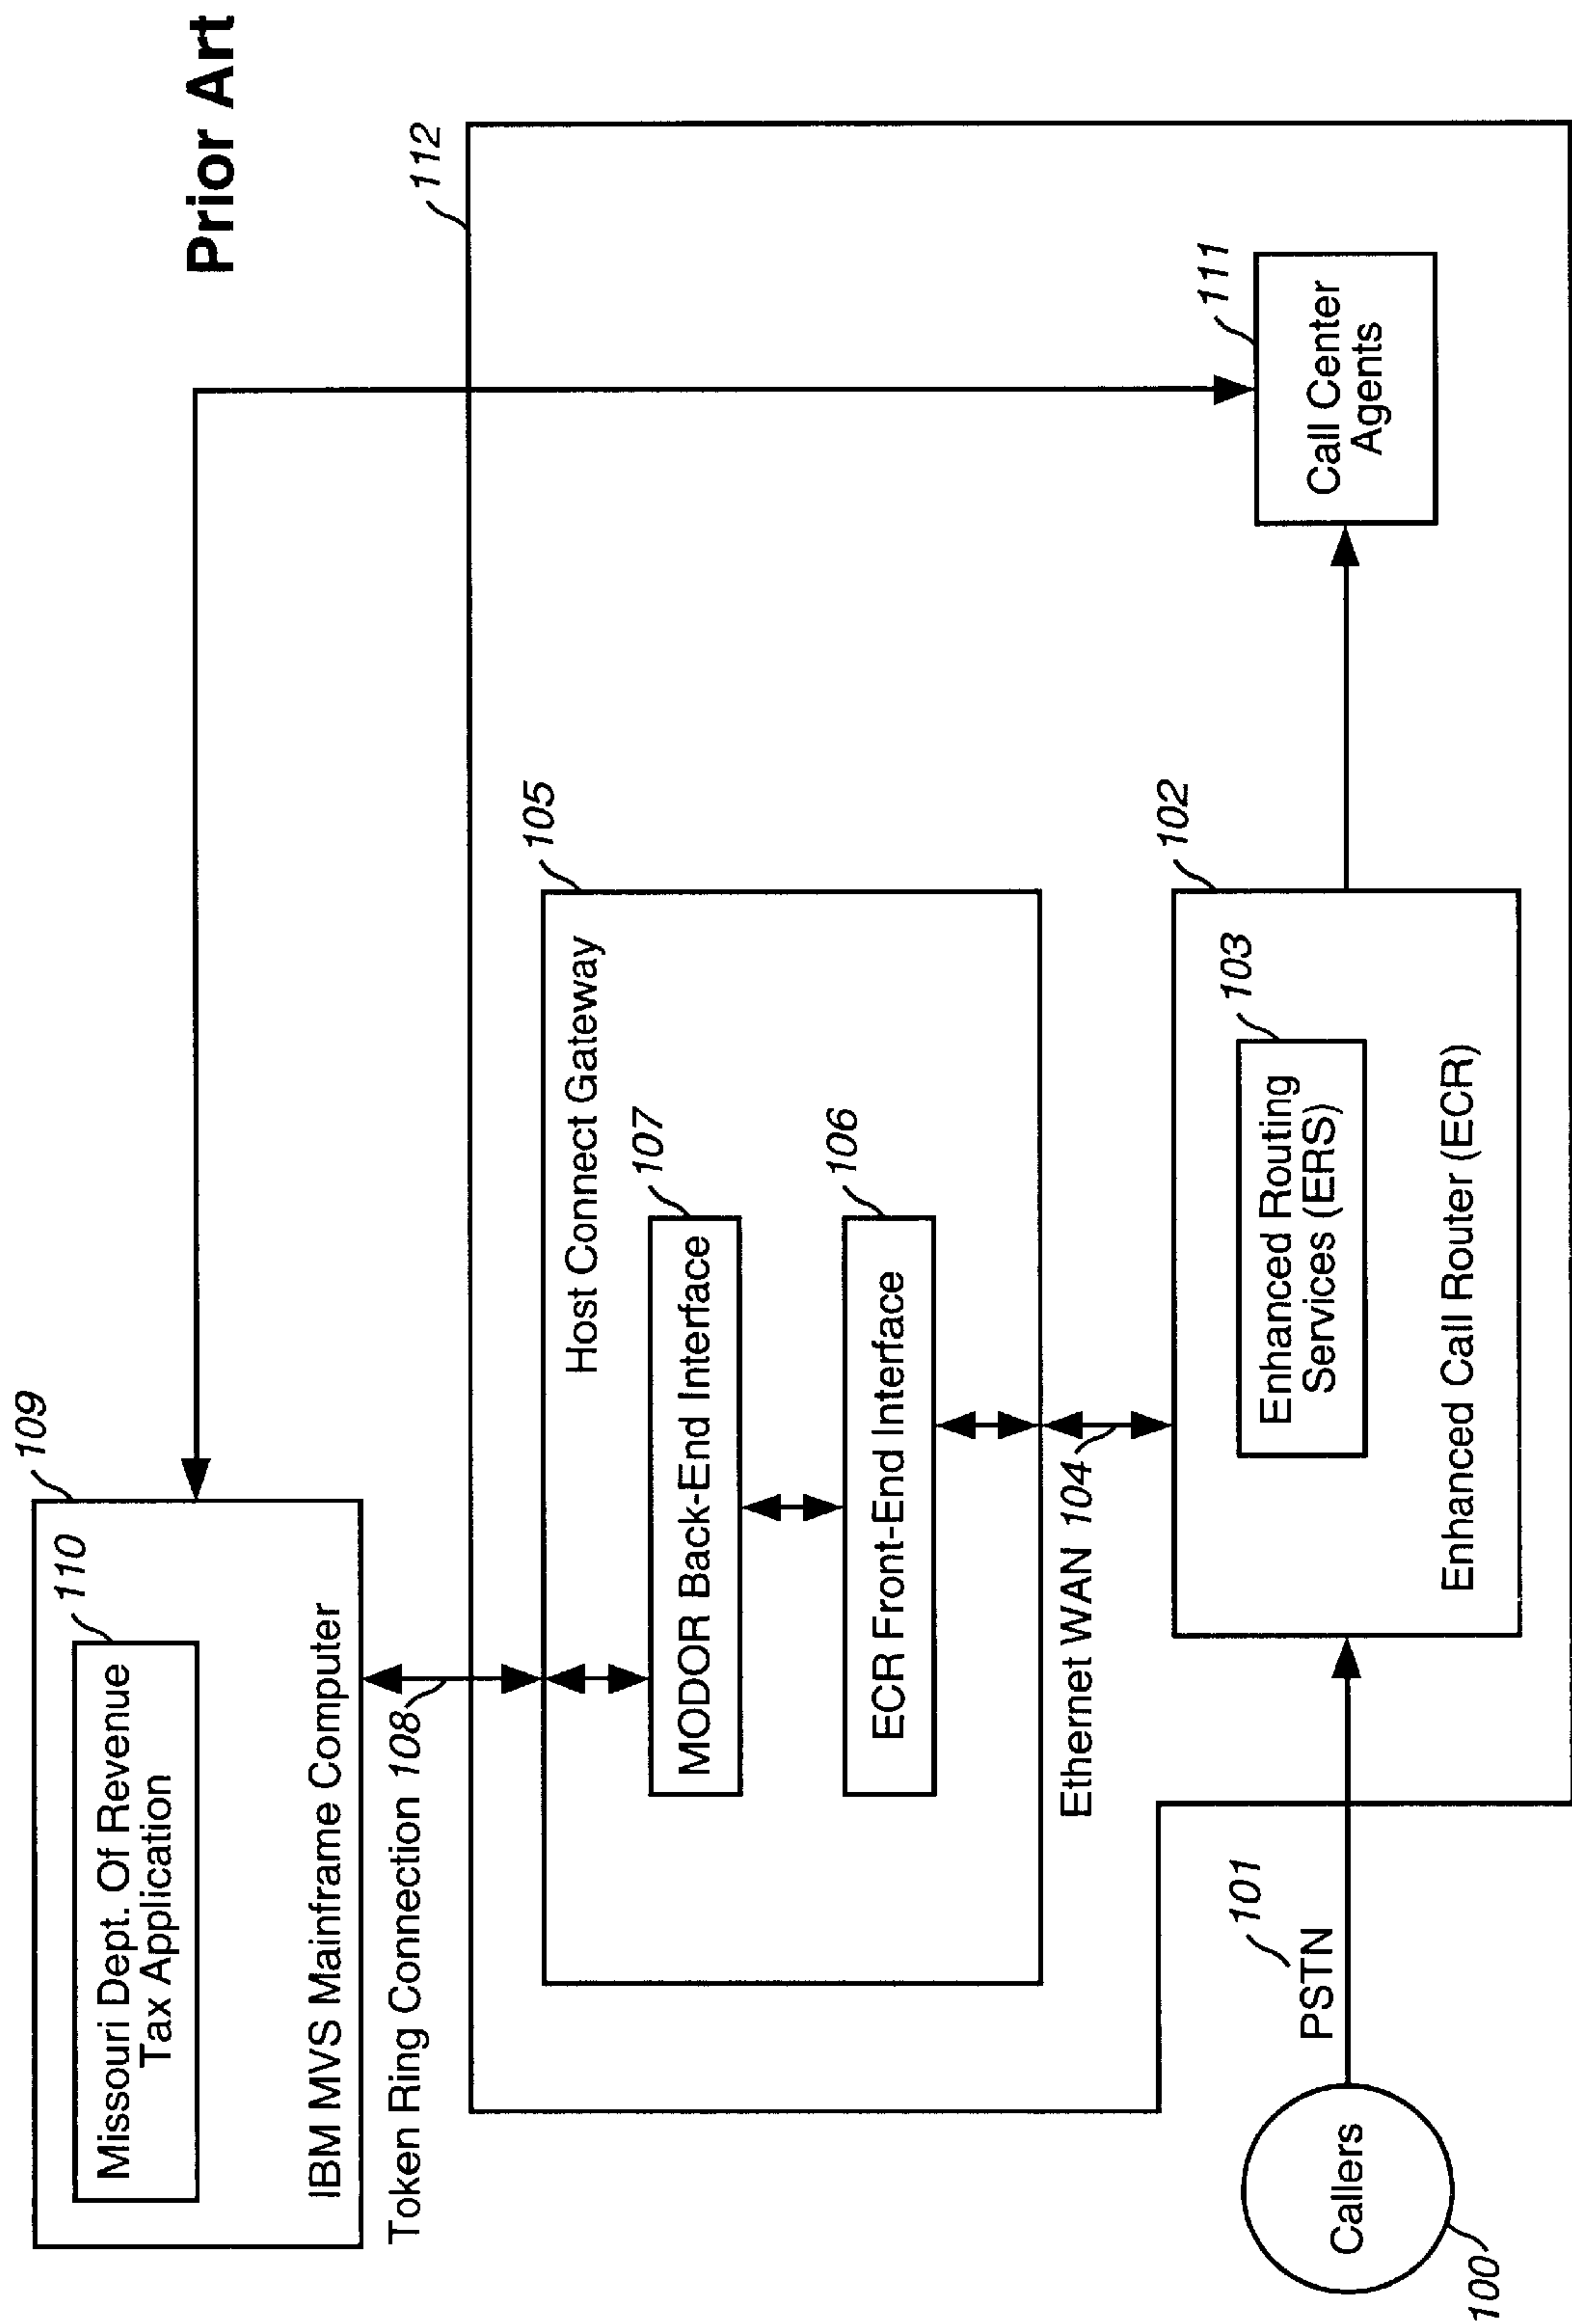 Prior Art
109
110
Missouri Dept. Of Revenue
Tax Application
IBM MVS Mainframe Computer
Token Ring Connection 108
112
105
Host Connect Gateway
107
MODOR Back-End Interface
106
ECR Front-End Interface
Ethernet WAN 104
102
103
Enhanced Routing
Services (ERS)
Enhanced Call Router (ECR)
111
Call Center
Agents
101
PSTN
Callers
100